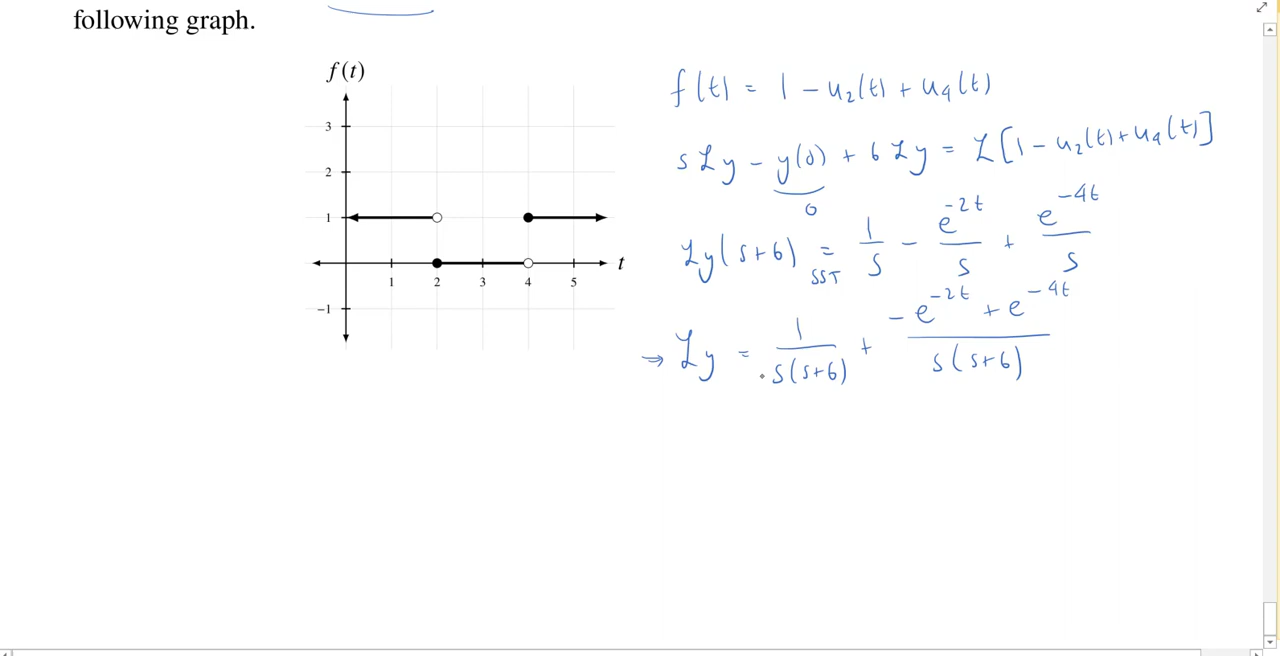 following graph.
f(t)
3
2
1
-1
1 2 3 4 5 t
f(t) = 1 - u₂(t) + u₄(t)
sℒy - y(0) + 6ℒy = ℒ[1 - u₂(t) + u₄(t)]
0
ℒy(s+6) = 1/s - e^(-2t)/s + e^(-4t)/s
SST
→ ℒy = 1/(s(s+6)) + (-e^(-2t) + e^(-4t))/(s(s+6))